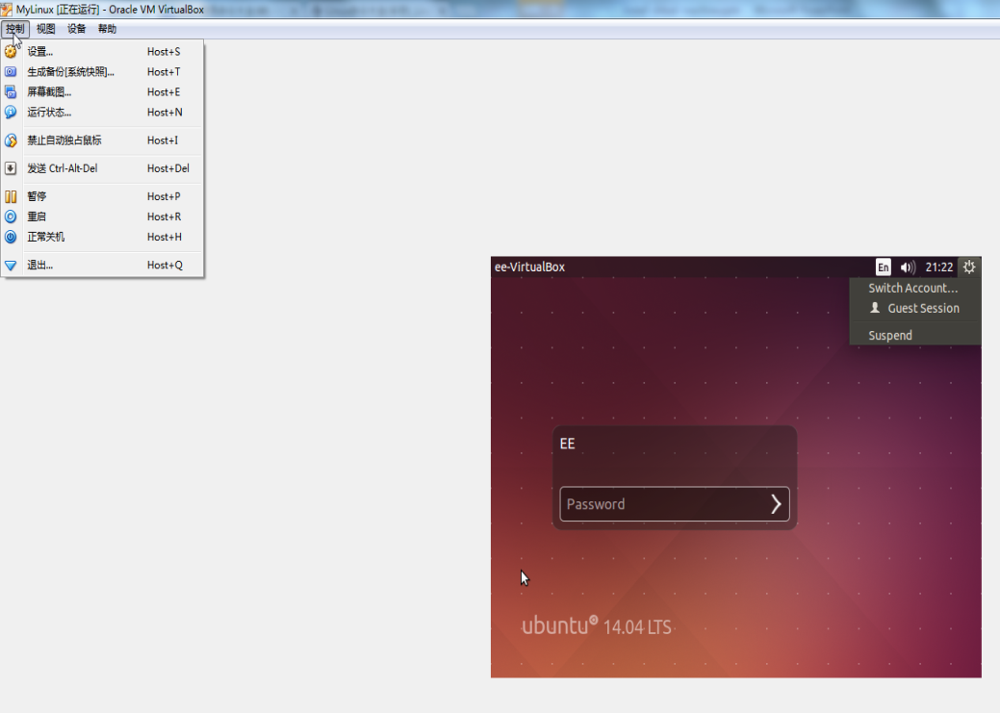 MyLinux [正在运行] - Oracle VM VirtualBox
控制 视图 设备 帮助
设置... Host+S
生成备份[系统快照]... Host+T
屏幕截图... Host+E
运行状态... Host+N
禁止自动独占鼠标 Host+I
发送 Ctrl-Alt-Del Host+Del
暂停 Host+P
重启 Host+R
正常关机 Host+H
退出... Host+Q
ee-VirtualBox En 21:22
Switch Account...
Guest Session
Suspend
EE
Password
ubuntu® 14.04 LTS